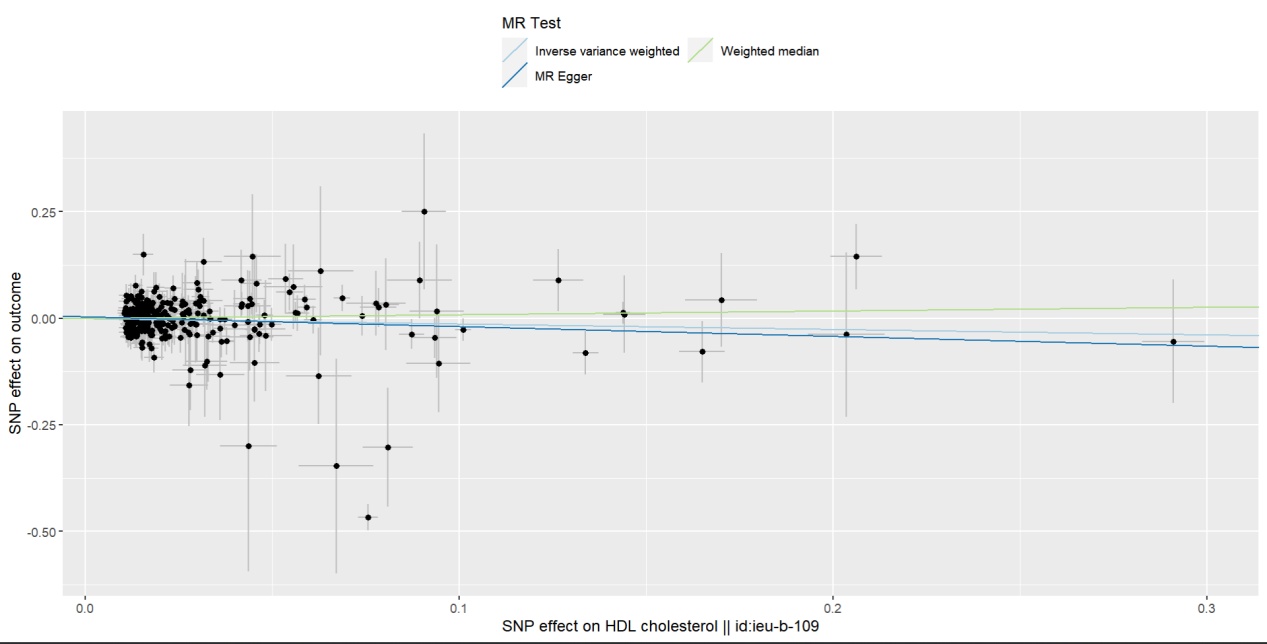 MR Test
Inverse variance weighted
Weighted median
MR Egger
0.25
0.00
-0.25
-0.50
SNP effect on outcome
0.0
0.1
0.2
0.3
SNP effect on HDL cholesterol || id:ieu-b-109